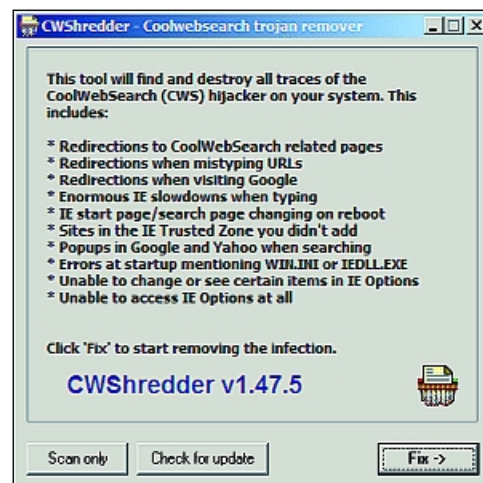 CWShredder - Coolwebsearch trojan remover
This tool will find and destroy all traces of the
CoolWebSearch (CWS) hijacker on your system. This
includes:
* Redirections to CoolWebSearch related pages
* Redirections when mistyping URLs
* Redirections when visiting Google
* Enormous IE slowdowns when typing
* IE start page/search page changing on reboot
* Sites in the IE Trusted Zone you didn't add
* Popups in Google and Yahoo when searching
* Errors at startup mentioning WIN.INI or IEDLL.EXE
* Unable to change or see certain items in IE Options
* Unable to access IE Options at all
Click 'Fix' to start removing the infection.
CWShredder v1.47.5
Scan only
Check for update
Fix ->